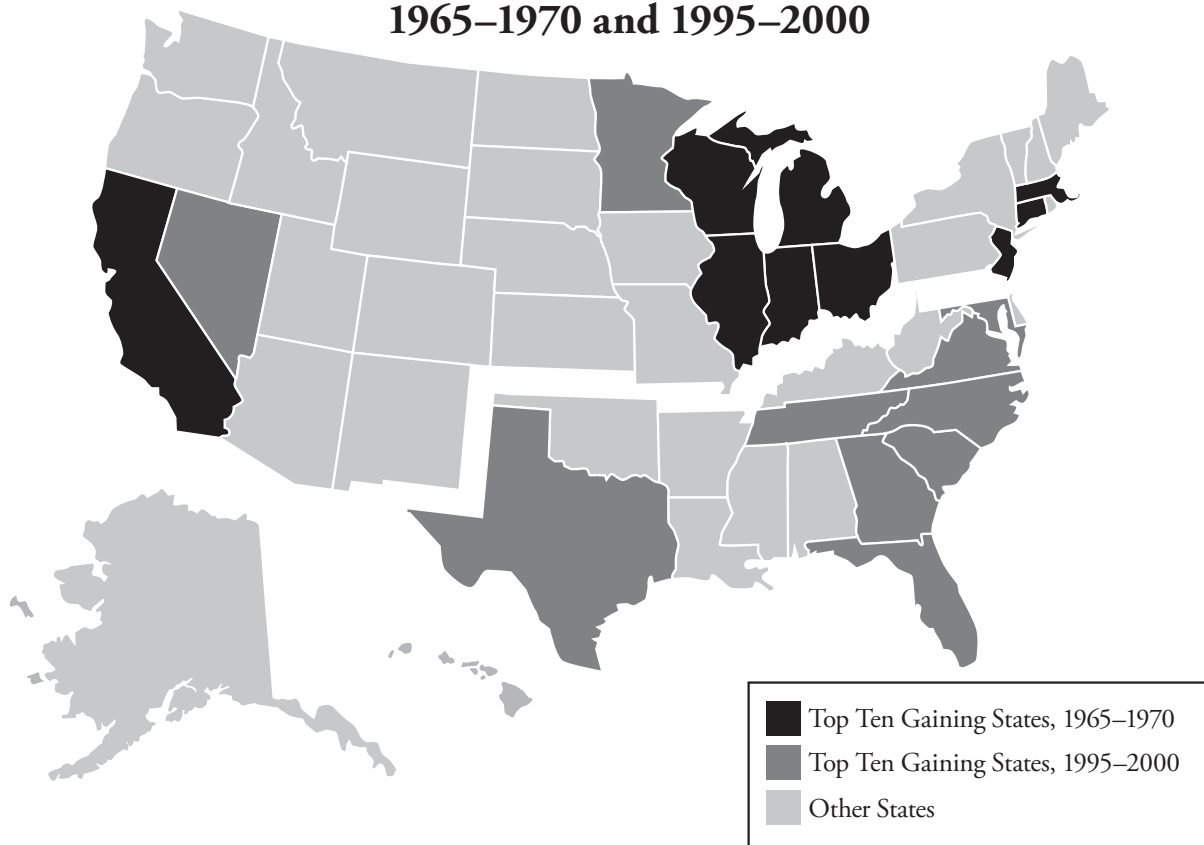 1965–1970 and 1995–2000
Top Ten Gaining States, 1965–1970
Top Ten Gaining States, 1995–2000
Other States